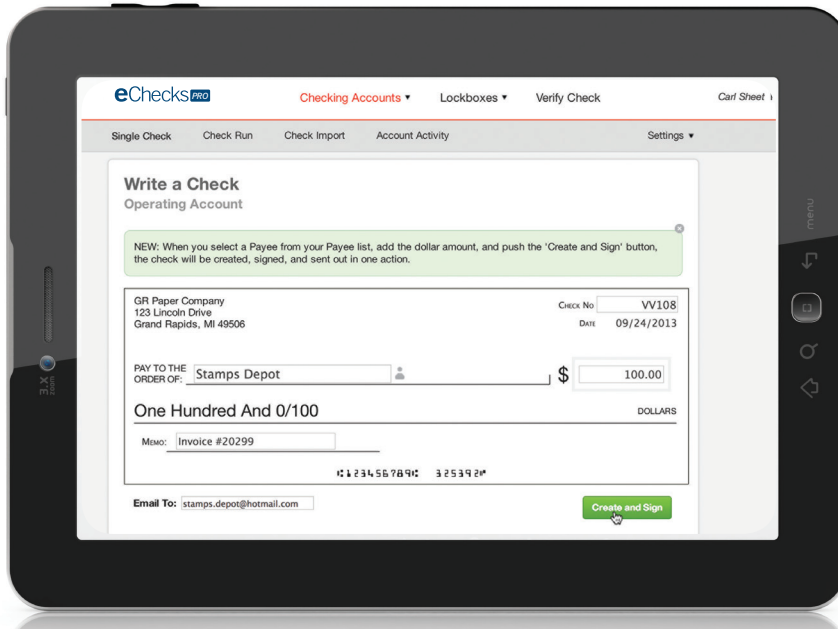 eChecks PRO
Checking Accounts ▾ Lockboxes ▾ Verify Check Carl Sheet
Single Check Check Run Check Import Account Activity Settings ▾
Write a Check
Operating Account
NEW: When you select a Payee from your Payee list, add the dollar amount, and push the 'Create and Sign' button,
the check will be created, signed, and sent out in one action.
GR Paper Company
123 Lincoln Drive
Grand Rapids, MI 49506
CHECK NO VV108
DATE 09/24/2013
PAY TO THE
ORDER OF: Stamps Depot $ 100.00
One Hundred And 0/100 DOLLARS
MEMO: Invoice #20299
⑆123456789⑆ 325392⑈
Email To: stamps.depot@hotmail.com Create and Sign
menu
3.X
zoom